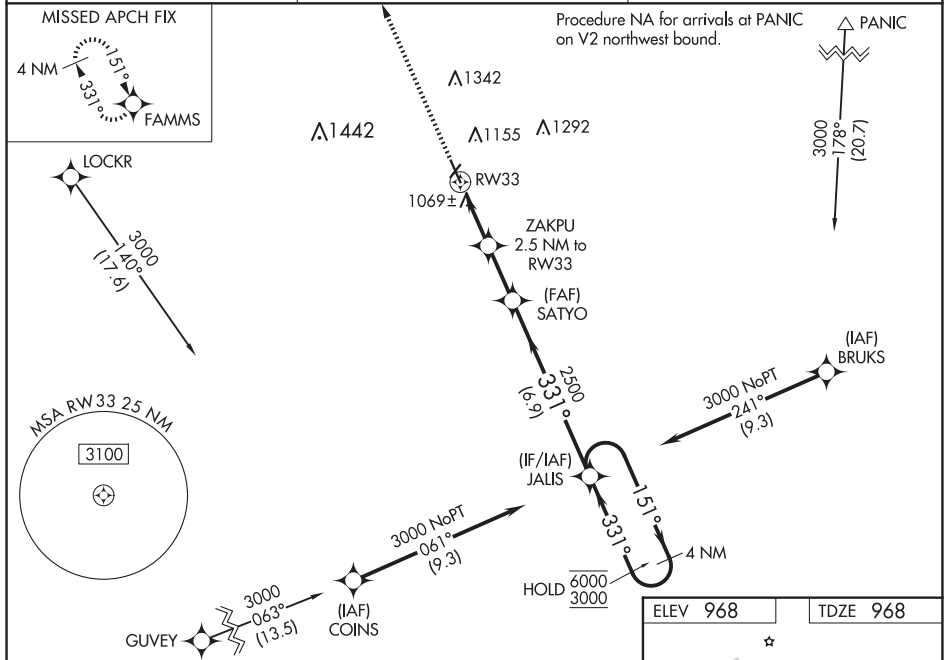 MISSED APCH FIX
4 NM
151°
331°
FAMMS
Procedure NA for arrivals at PANIC
on V2 northwest bound.
PANIC
3000
178°
(20.7)
1342
1442
1155
1292
LOCKR
3000
140°
(17.6)
RW33
1069±
ZAKPU
2.5 NM to
RW33
(FAF)
SATYO
2500
331°
(6.9)
(IAF)
BRUKS
3000 NoPT
241°
(9.3)
MSA RW33 25 NM
3100
(IF/IAF)
JALIS
151°
331°
4 NM
HOLD 6000
3000
3000 NoPT
061°
(9.3)
(IAF)
COINS
3000
063°
(13.5)
GUVEY
ELEV 968
TDZE 968